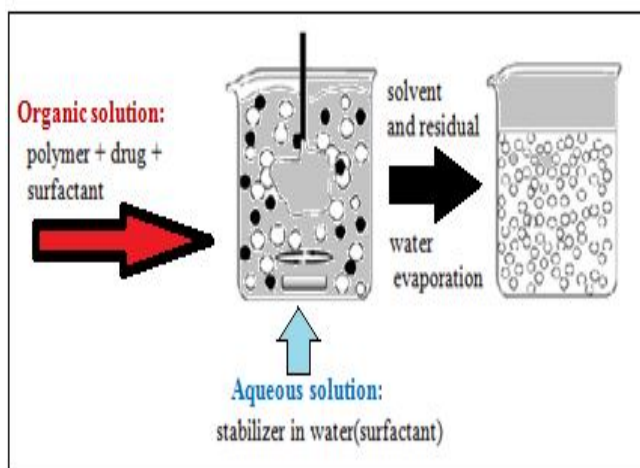 Organic solution:
polymer + drug +
surfactant
solvent
and residual
water
evaporation
Aqueous solution:
stabilizer in water(surfactant)